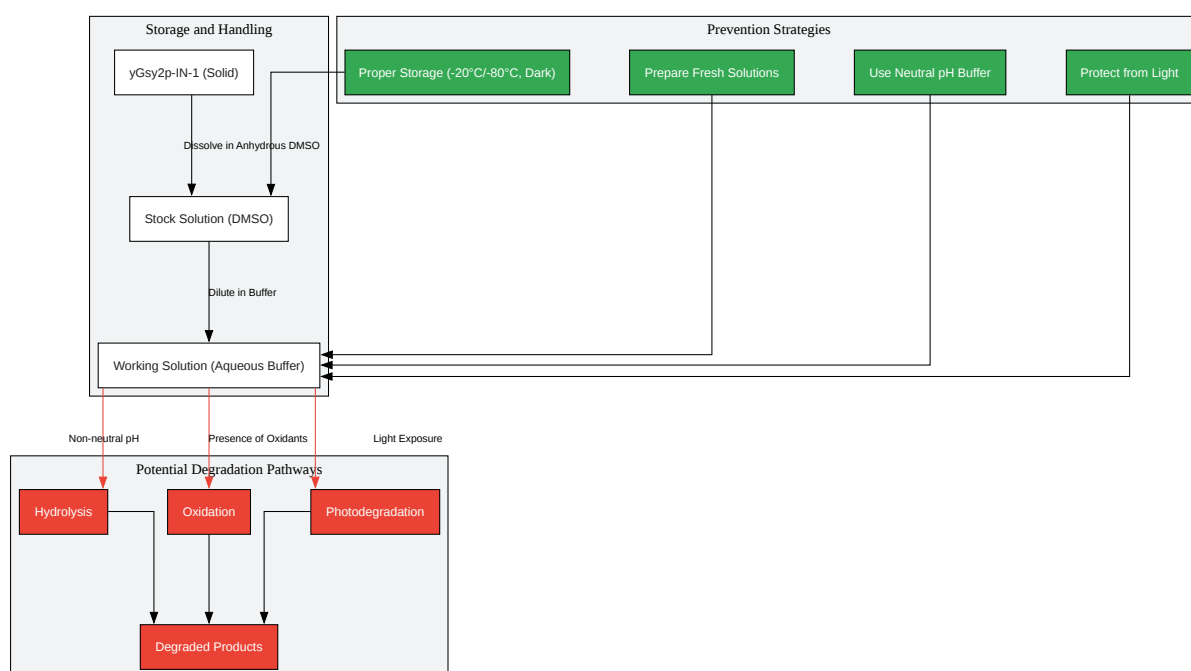 Storage and Handling
Prevention Strategies
yGsy2p-IN-1 (Solid)
Proper Storage (-20°C/-80°C, Dark)
Prepare Fresh Solutions
Use Neutral pH Buffer
Protect from Light
Dissolve in Anhydrous DMSO
Stock Solution (DMSO)
Dilute in Buffer
Working Solution (Aqueous Buffer)
Non-neutral pH
Presence of Oxidants
Light Exposure
Potential Degradation Pathways
Hydrolysis
Oxidation
Photodegradation
Degraded Products